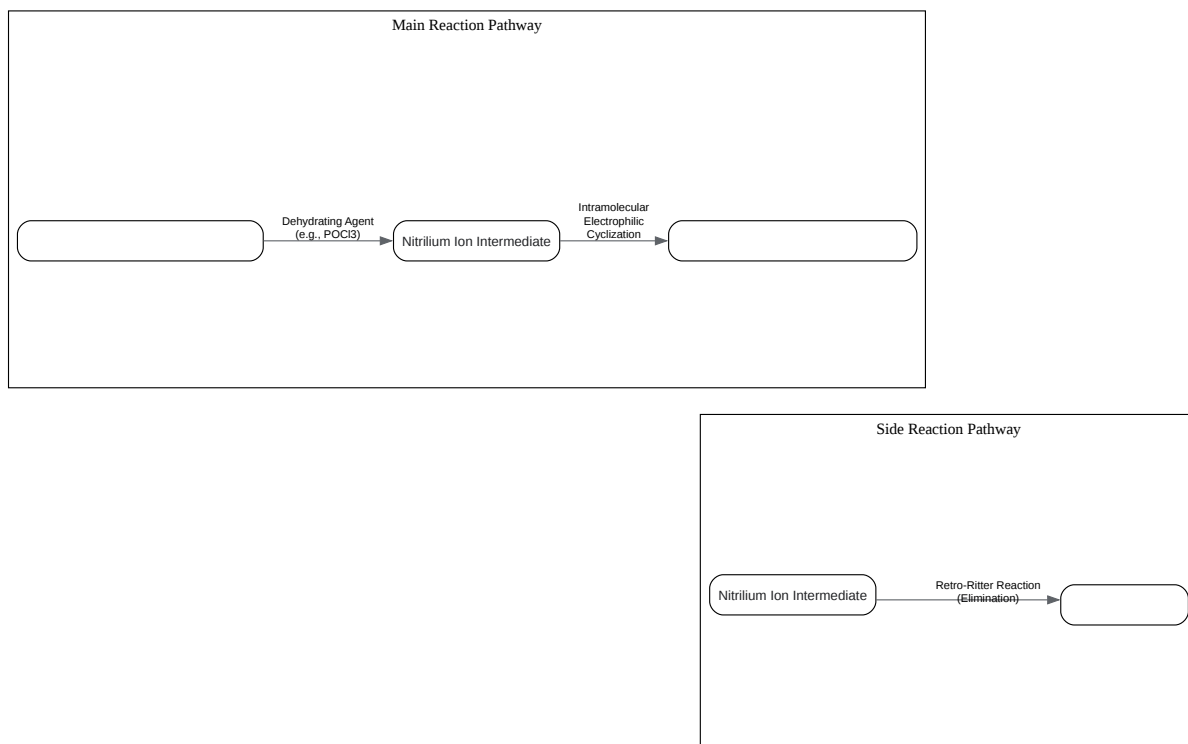 Main Reaction Pathway
Dehydrating Agent
(e.g., POCl3)
Nitrilium Ion Intermediate
Intramolecular
Electrophilic
Cyclization
Side Reaction Pathway
Nitrilium Ion Intermediate
Retro-Ritter Reaction
(Elimination)